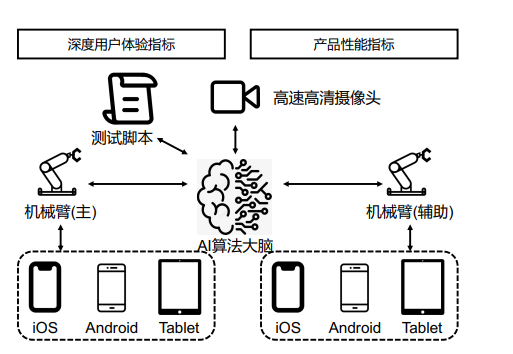 深度用户体验指标
产品性能指标
高速高清摄像头
测试脚本
机械臂(主)
机械臂(辅助)
AI算法大脑
iOS
Android
Tablet
iOS
Android
Tablet